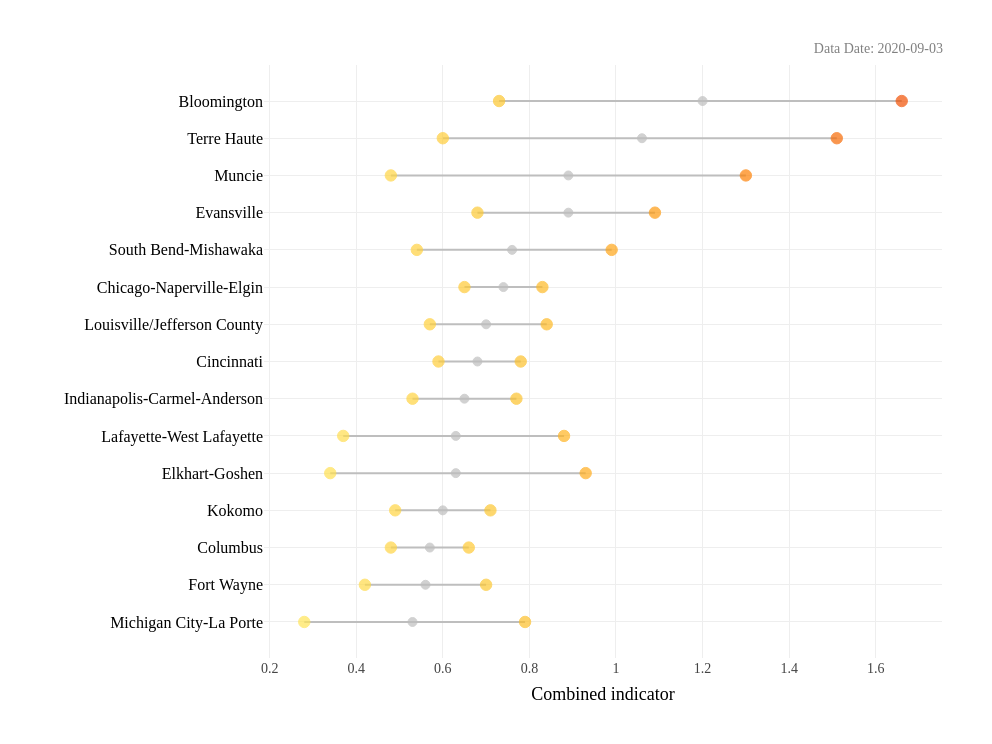 Data Date: 2020-09-03
Bloomington
Terre Haute
Muncie
Evansville
South Bend-Mishawaka
Chicago-Naperville-Elgin
Louisville/Jefferson County
Cincinnati
Indianapolis-Carmel-Anderson
Lafayette-West Lafayette
Elkhart-Goshen
Kokomo
Columbus
Fort Wayne
Michigan City-La Porte
0.2 0.4 0.6 0.8 1 1.2 1.4 1.6
Combined indicator